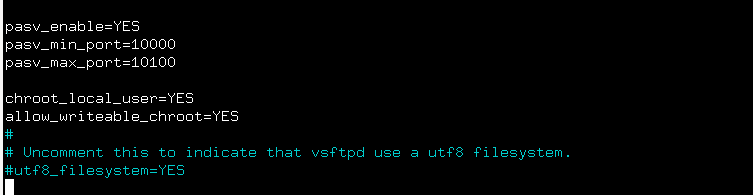 pasv_enable=YES
pasv_min_port=10000
pasv_max_port=10100
chroot_local_user=YES
allow_writeable_chroot=YES
#
# Uncomment this to indicate that vsftpd use a utf8 filesystem.
#utf8_filesystem=YES